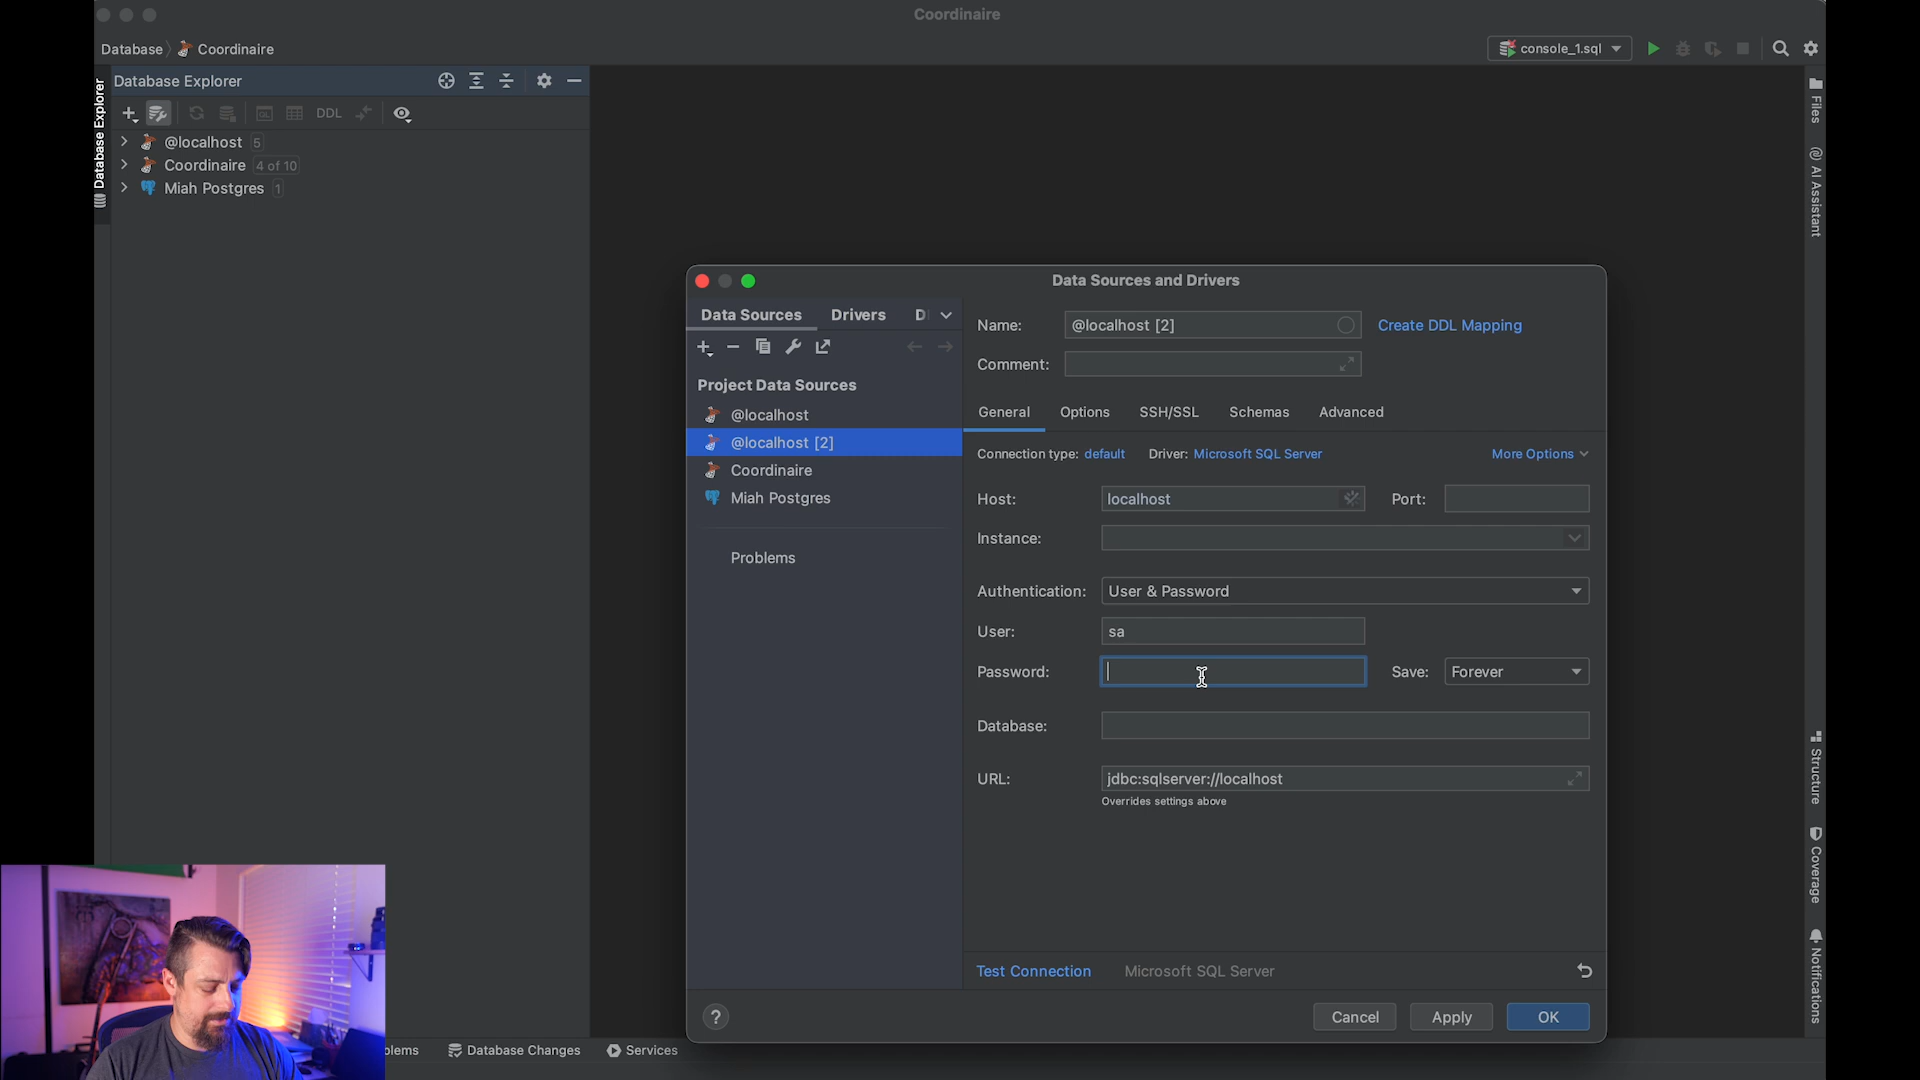 Coordinaire
Database
Coordinaire
console_1.sql
Database Explorer
Database Explorer
DDL
@localhost 5
Coordinaire 4 of 10
Miah Postgres 1
Files
AI Assistant
Structure
Coverage
Notifications
Data Sources and Drivers
Data Sources
Drivers
D
Project Data Sources
@localhost
@localhost [2]
Coordinaire
Miah Postgres
Problems
Name: @localhost [2]
Create DDL Mapping
Comment:
General
Options
SSH/SSL
Schemas
Advanced
Connection type: default
Driver: Microsoft SQL Server
More Options
Host: localhost
Port:
Instance:
Authentication: User & Password
User: sa
Password:
Save: Forever
Database:
URL: jdbc:sqlserver://localhost
Overrides settings above
Test Connection
Microsoft SQL Server
?
Cancel
Apply
OK
blems
Database Changes
Services